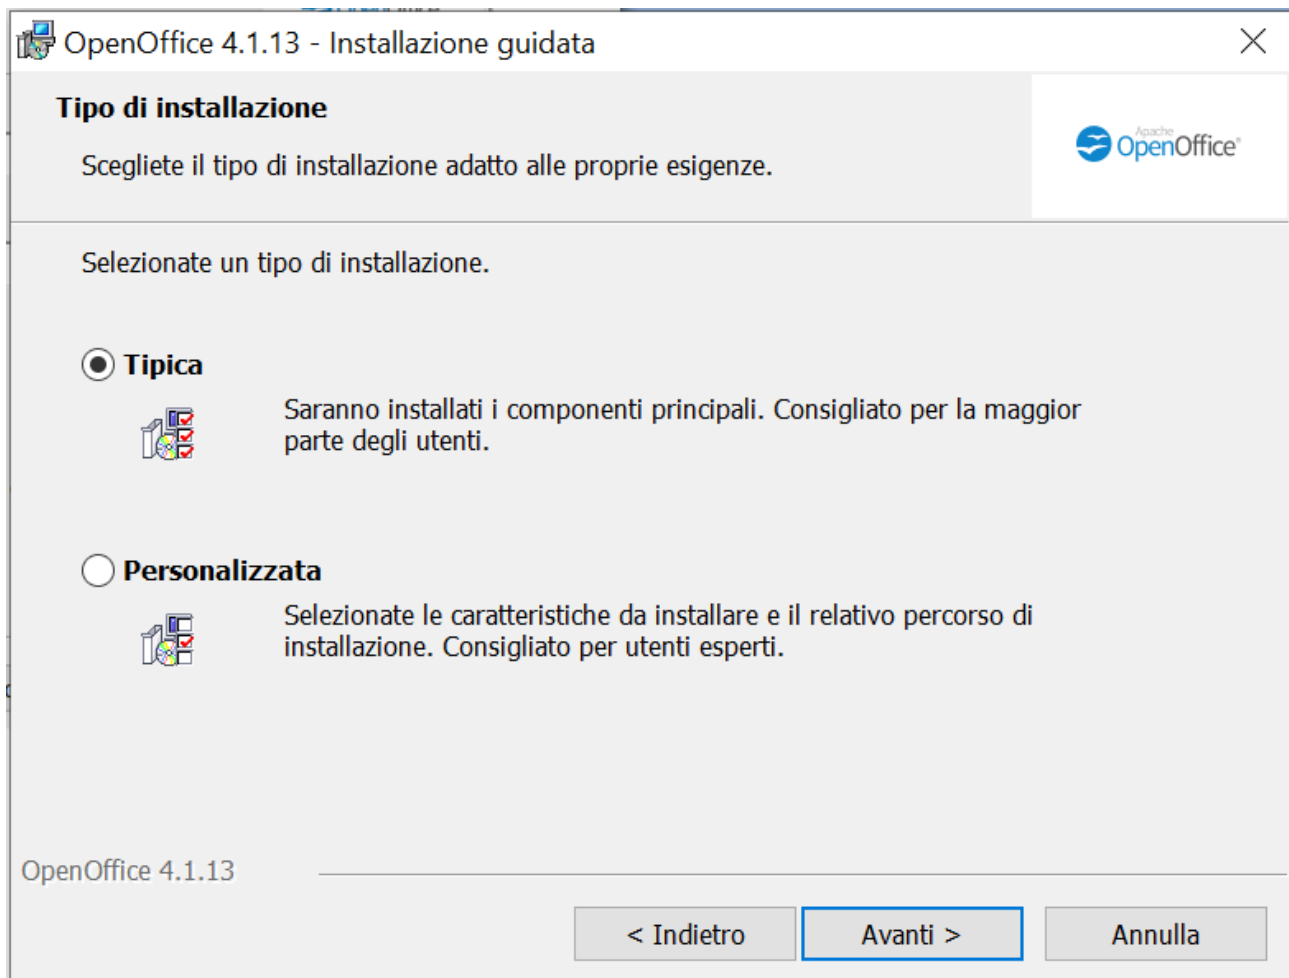 OpenOffice 4.1.13 - Installazione guidata
Tipo di installazione
Scegliete il tipo di installazione adatto alle proprie esigenze.
Apache
OpenOffice
Selezionate un tipo di installazione.
Tipica
Saranno installati i componenti principali. Consigliato per la maggior
parte degli utenti.
Personalizzata
Selezionate le caratteristiche da installare e il relativo percorso di
installazione. Consigliato per utenti esperti.
OpenOffice 4.1.13
< Indietro
Avanti >
Annulla